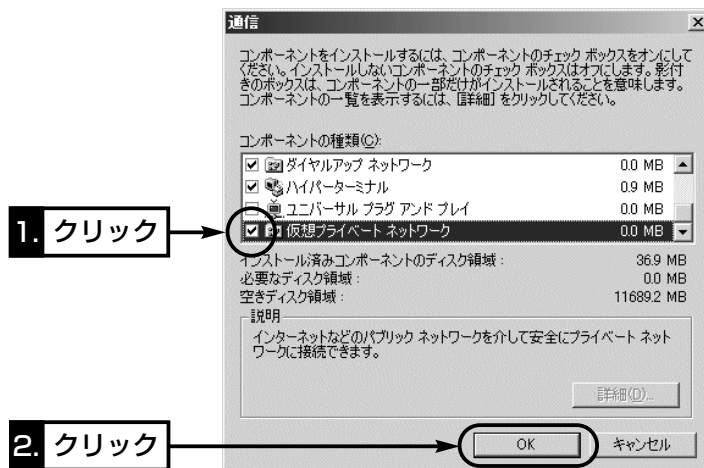 通信
コンポーネントをインストールするには、コンポーネントのチェック ボックスをオンにして
ください。インストールしないコンポーネントのチェック ボックスはオフにします。影付
きのボックスは、コンポーネントの一部だけがインストールされることを意味します。
コンポーネントの一覧を表示するには、[詳細] をクリックしてください。
コンポーネントの種類(C):
ダイヤルアップ ネットワーク 0.0 MB
ハイパーターミナル 0.9 MB
ユニバーサル プラグ アンド プレイ 0.0 MB
1. クリック
仮想プライベート ネットワーク 0.0 MB
インストール済みコンポーネントのディスク領域 : 36.9 MB
必要なディスク領域 : 0.0 MB
空きディスク領域 : 11689.2 MB
説明
インターネットなどのパブリック ネットワークを介して安全にプライベート ネット
ワークに接続できます。
詳細(D)...
2. クリック
OK キャンセル